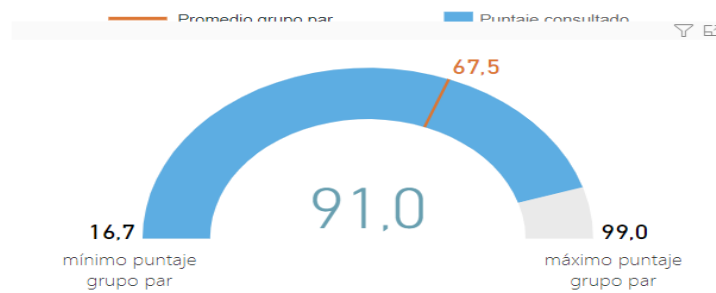 Promedio grupo par
Puntaje consultado
67,5
91,0
16,7
mínimo puntaje
grupo par
99,0
máximo puntaje
grupo par